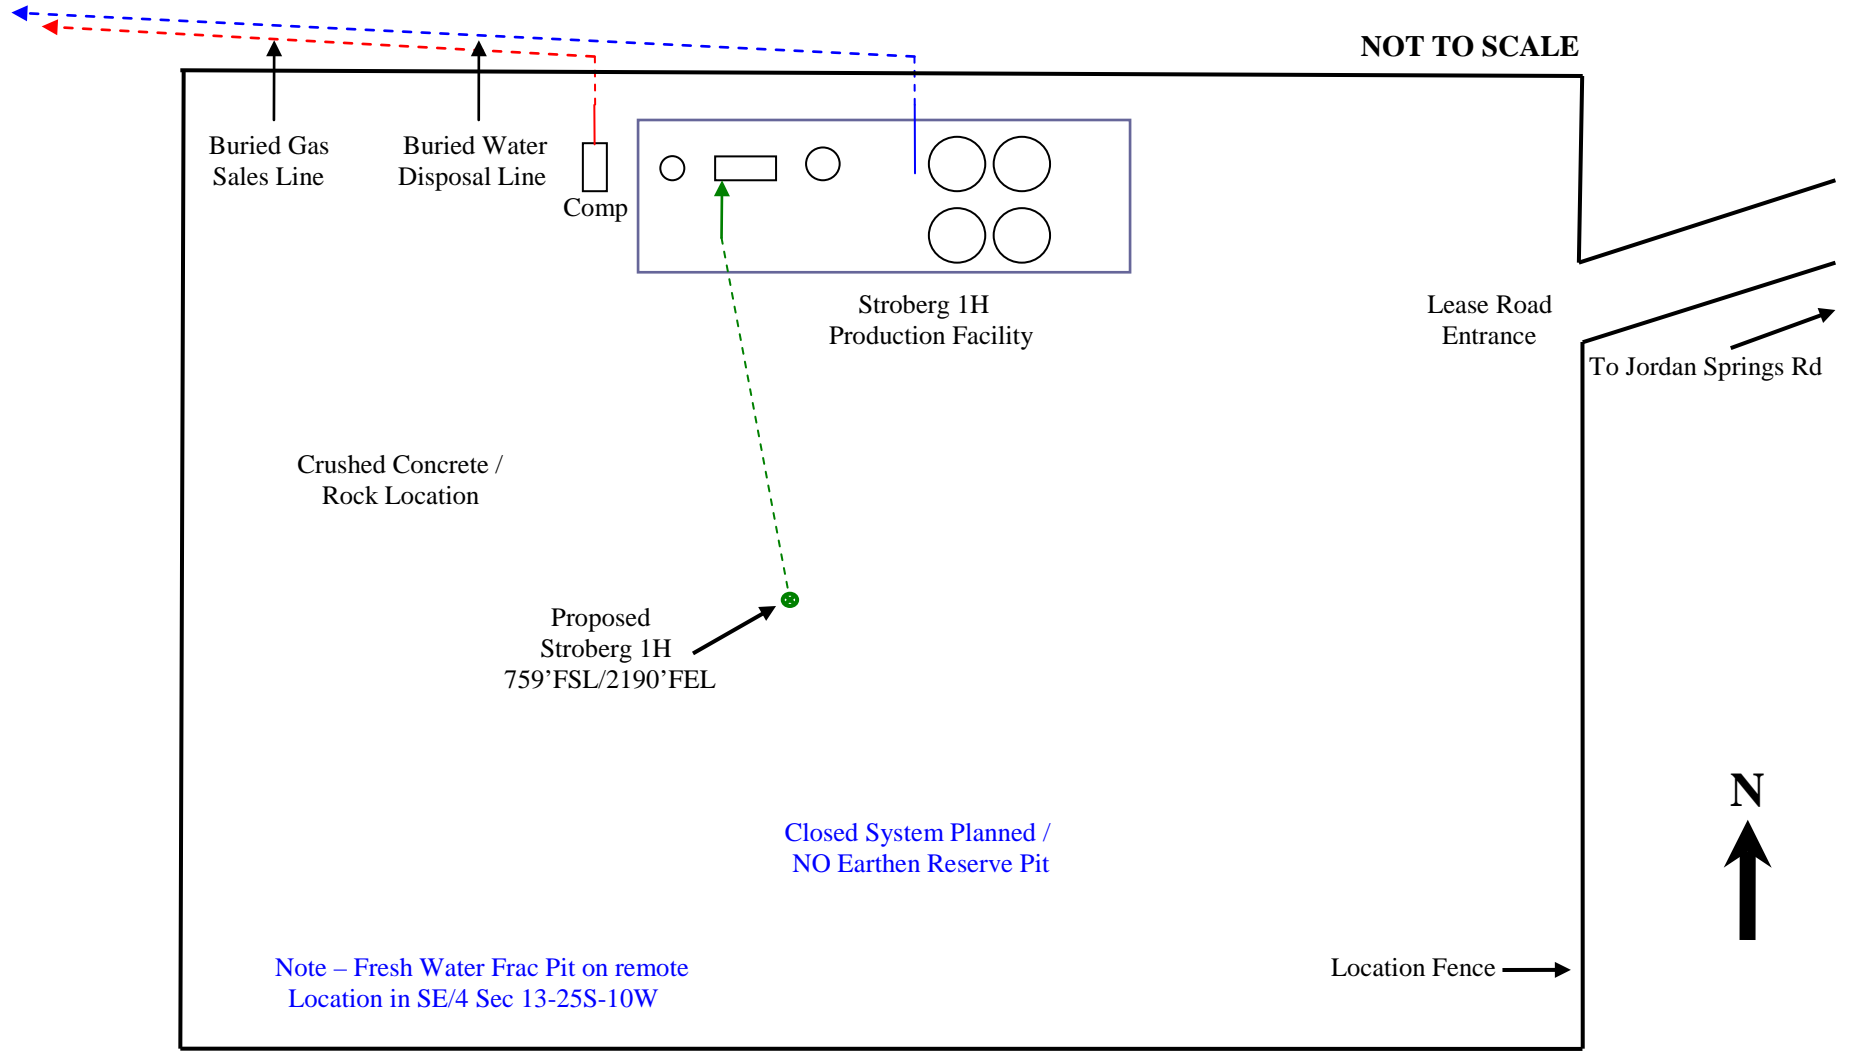 NOT TO SCALE
Buried Gas
Sales Line
Buried Water
Disposal Line
Comp
Stroberg 1H
Production Facility
Lease Road
Entrance
To Jordan Springs Rd
Crushed Concrete /
Rock Location
Proposed
Stroberg 1H
759’FSL/2190’FEL
N
Closed System Planned /
NO Earthen Reserve Pit
Note – Fresh Water Frac Pit on remote
Location in SE/4 Sec 13-25S-10W
Location Fence